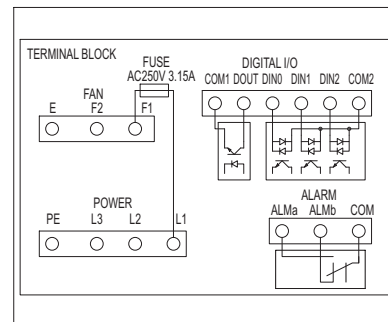 TERMINAL BLOCK
FUSE
AC250V 3.15A
DIGITAL I/O
COM1 DOUT DIN0 DIN1 DIN2 COM2
FAN
E F2 F1
POWER
PE L3 L2 L1
ALARM
ALMa ALMb COM